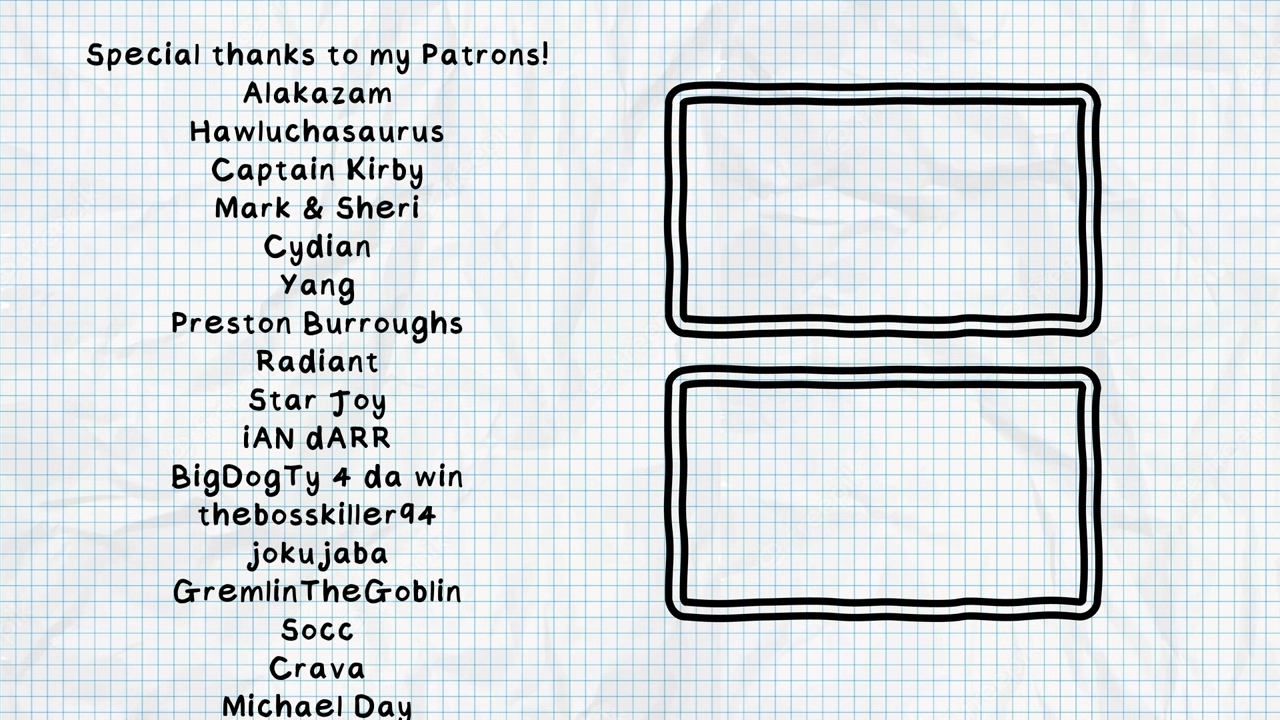 Special thanks to my Patrons!
Alakazam
Hawluchasaurus
Captain Kirby
Mark & Sheri
Cydian
Yang
Preston Burroughs
Radiant
Star Joy
iAN dARR
BigDogTy 4 da win
thebosskiller94
jokujaba
GremlinTheGoblin
Socc
Crava
Michael Day